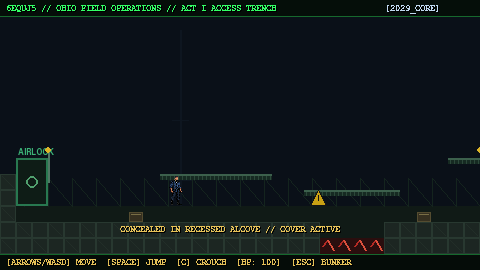 6EQUJ5 // OHIO FIELD OPERATIONS // ACT I ACCESS TRENCH
[2029_CORE]
AIRLOCK
CONCEALED IN RECESSED ALCOVE // COVER ACTIVE
[ARROWS/WASD] MOVE [SPACE] JUMP [C] CROUCH [HP: 100] [ESC] BUNKER